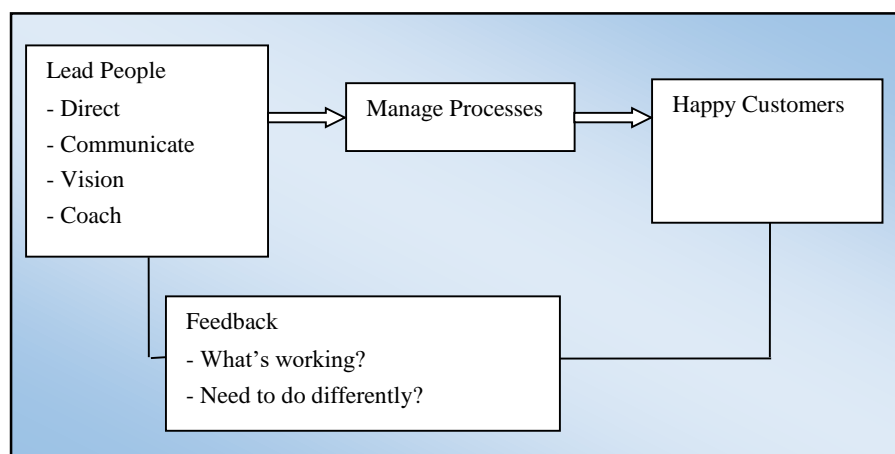 Lead People
- Direct
- Communicate
- Vision
- Coach
Manage Processes
Happy Customers
Feedback
- What’s working?
- Need to do differently?